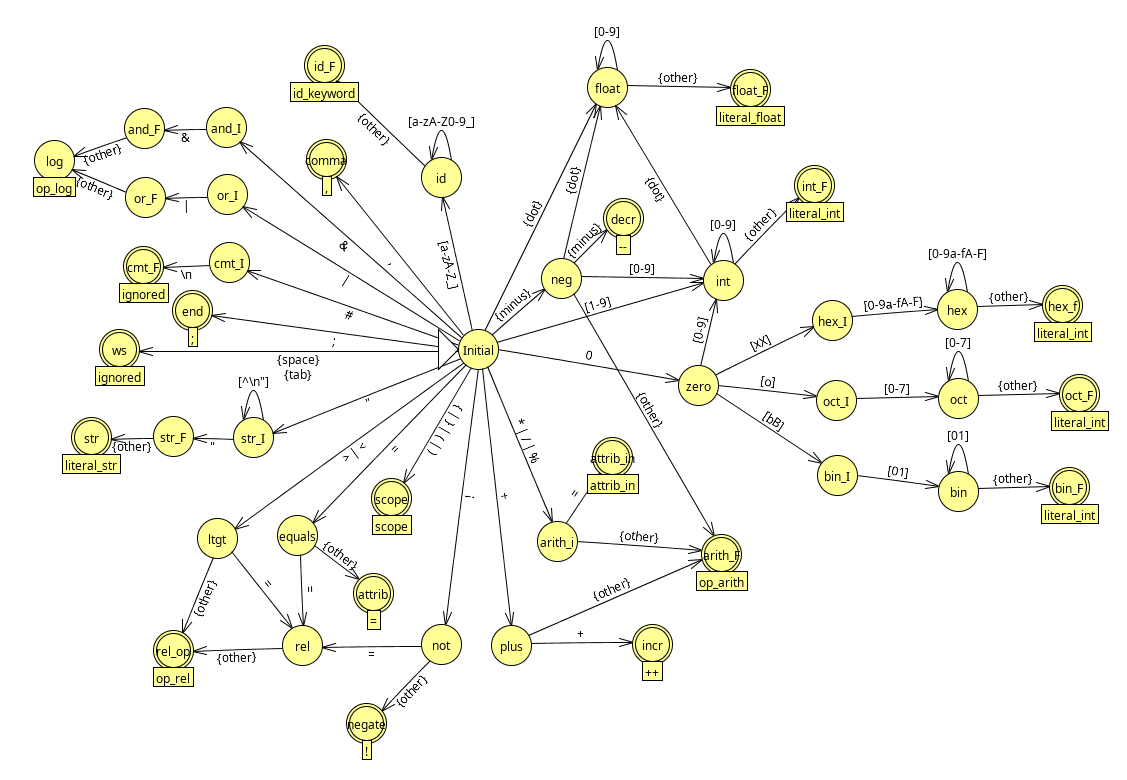 [0-9]
id_F
id_keyword
{other}
float
{other}
float_F
literal_float
and_F
&
and_I
[a-zA-Z0-9_]
{other}
log
op_log
{other}
or_F
|
or_I
comma
,
id
{dot}
{dot}
{dot}
int_F
literal_int
{other}
[0-9]
decr
--
{minus}
&
,
|
[a-zA-Z_]
cmt_F
ignored
\n
cmt_I
neg
[0-9]
int
[0-9a-fA-F]
end
;
#
{minus}
[1-9]
[0-9]
hex_I
[0-9a-fA-F]
hex
{other}
hex_f
literal_int
[xX]
ws
ignored
;
{space}
{tab}
Initial
0
zero
[0-7]
[^\n"]
"
{other}
[o]
oct_I
[0-7]
oct
{other}
oct_F
literal_int
[bB]
str
literal_str
{other}
str_F
"
str_I
> | <
=
( | ) | { | }
* | / | %
[01]
attrib_in
attrib_in
=
bin_I
[01]
bin
{other}
bin_F
literal_int
scope
scope
!
+
ltgt
equals
{other}
arith_i
{other}
arith_F
op_arith
{other}
=
=
attrib
=
{other}
rel_op
op_rel
{other}
rel
=
not
plus
+
incr
++
{other}
negate
!